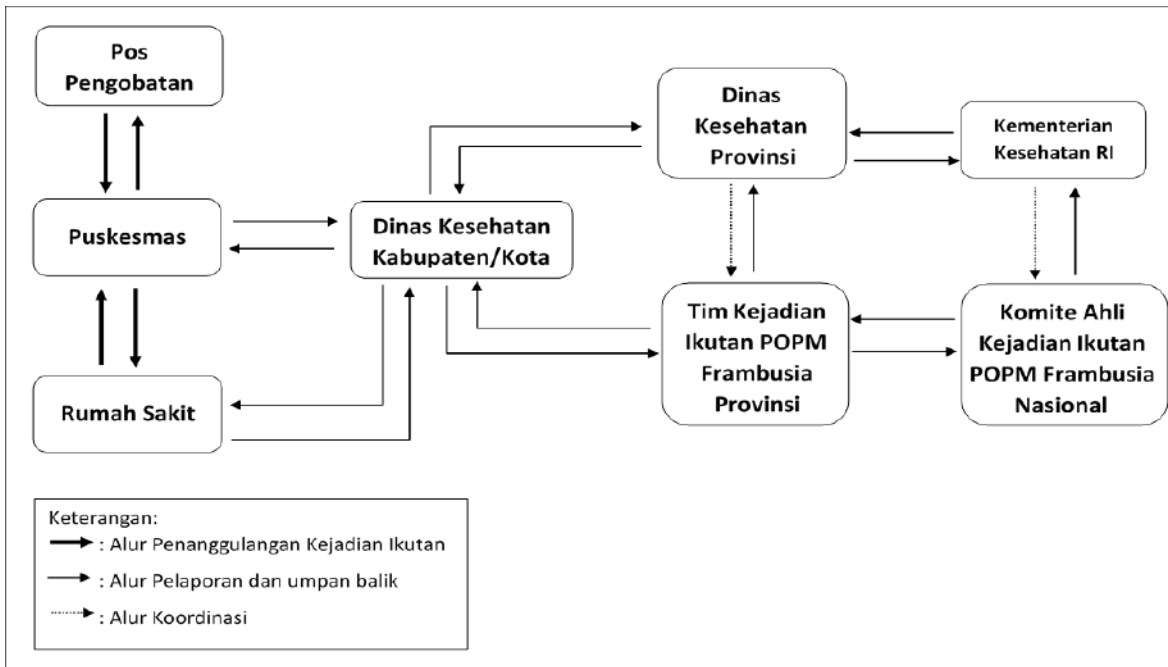 Pos
Pengobatan
Dinas
Kesehatan
Provinsi
Kementerian
Kesehatan RI
Puskesmas
Dinas Kesehatan
Kabupaten/Kota
Tim Kejadian
Ikutan POPM
Frambusia
Provinsi
Komite Ahli
Kejadian Ikutan
POPM Frambusia
Nasional
Rumah Sakit
Keterangan:
: Alur Penanggulangan Kejadian Ikutan
: Alur Pelaporan dan umpan balik
: Alur Koordinasi